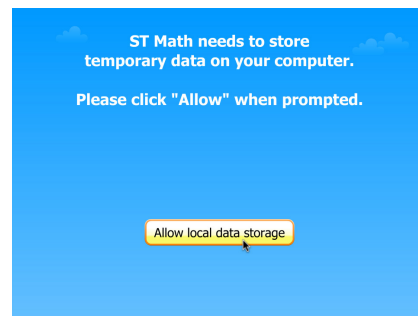 ST Math needs to store
temporary data on your computer.
Please click "Allow" when prompted.
Allow local data storage